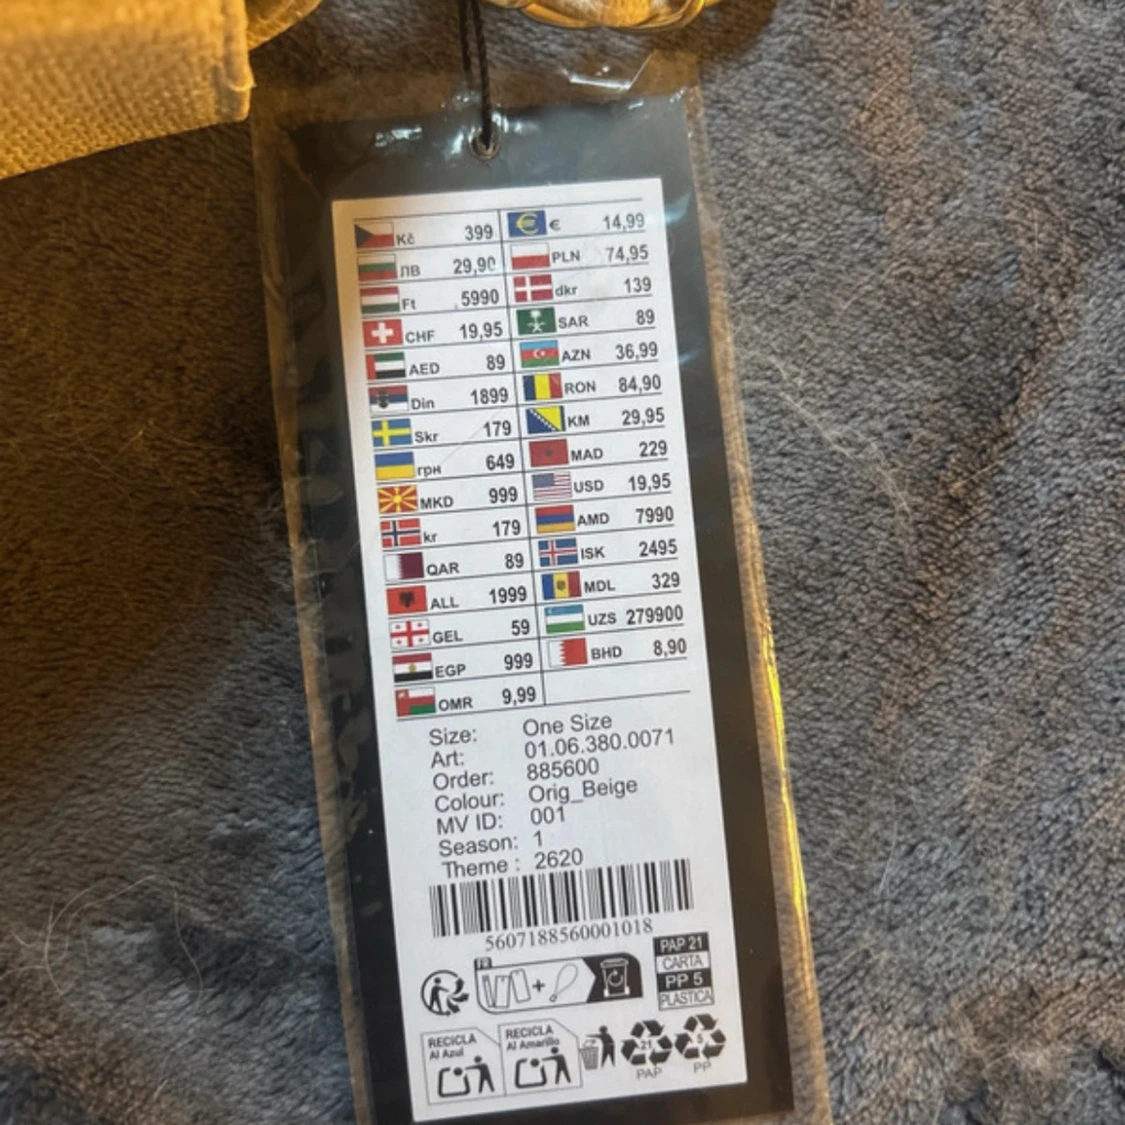 Kč 399 € 14,99
ЛВ 29,90 PLN 74,95
Ft 5990 dkr 139
CHF 19,95 SAR 89
AED 89 AZN 36,99
Din 1899 RON 84,90
Skr 179 KM 29,95
грн 649 MAD 229
MKD 999 USD 19,95
kr 179 AMD 7990
QAR 89 ISK 2495
ALL 1999 MDL 329
GEL 59 UZS 279900
EGP 999 BHD 8,90
OMR 9,99
Size: One Size
Art: 01.06.380.0071
Order: 885600
Colour: Orig_Beige
MV ID: 001
Season: 1
Theme : 2620
5607188560001018
FR
PAP 21
CARTA
PP 5
PLASTICA
RECICLA
Al Azul
RECICLA
Al Amarillo
21
PAP
5
PP